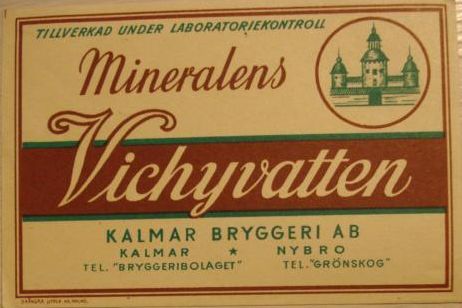 TILLVERKAD UNDER LABORATORIEKONTROLL
Mineralens
Vichyvatten
KALMAR BRYGGERI AB
KALMAR ★ NYBRO
TEL. "BRYGGERIBOLAGET" TEL. "GRÖNSKOG"